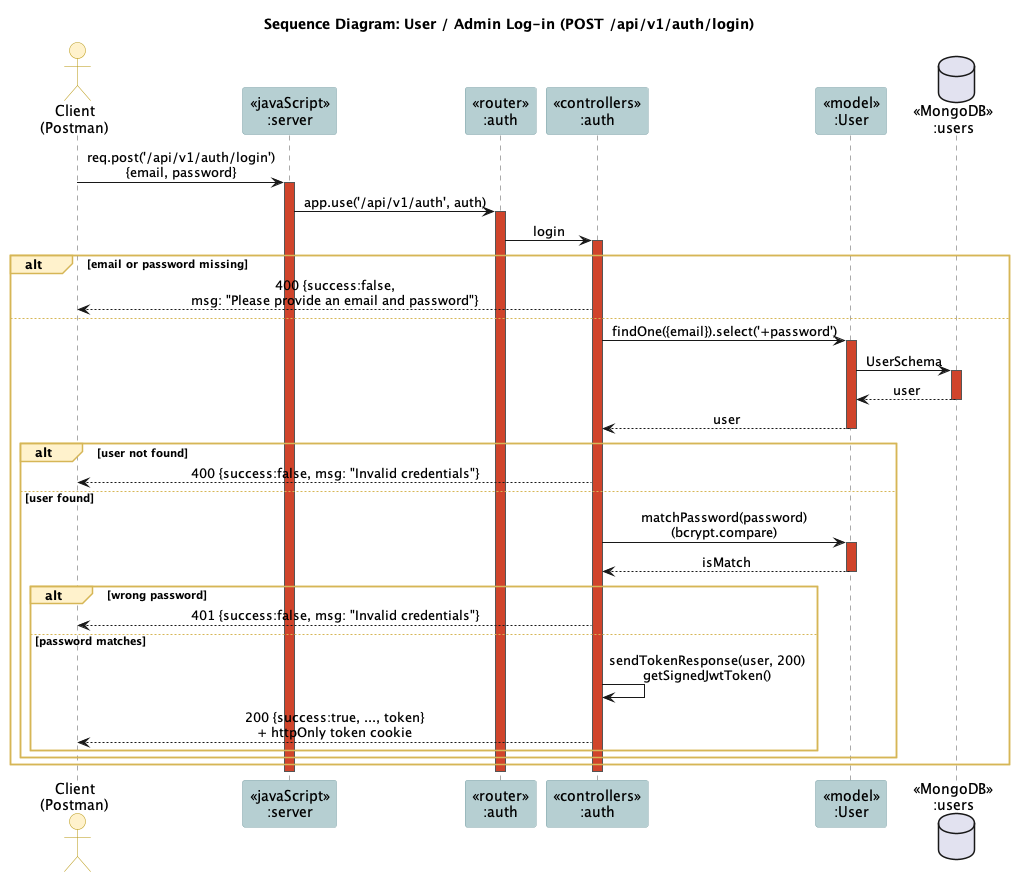 Sequence Diagram: User / Admin Log-in (POST /api/v1/auth/login)
Client
(Postman)
«javaScript»
:server
«router»
:auth
«controllers»
:auth
«model»
:User
«MongoDB»
:users
req.post('/api/v1/auth/login')
{email, password}
app.use('/api/v1/auth', auth)
login
alt
[email or password missing]
400 {success:false,
msg: "Please provide an email and password"}
findOne({email}).select('+password')
UserSchema
user
user
alt
[user not found]
400 {success:false, msg: "Invalid credentials"}
[user found]
matchPassword(password)
(bcrypt.compare)
isMatch
alt
[wrong password]
401 {success:false, msg: "Invalid credentials"}
[password matches]
sendTokenResponse(user, 200)
getSignedJwtToken()
200 {success:true, ..., token}
+ httpOnly token cookie
Client
(Postman)
«javaScript»
:server
«router»
:auth
«controllers»
:auth
«model»
:User
«MongoDB»
:users